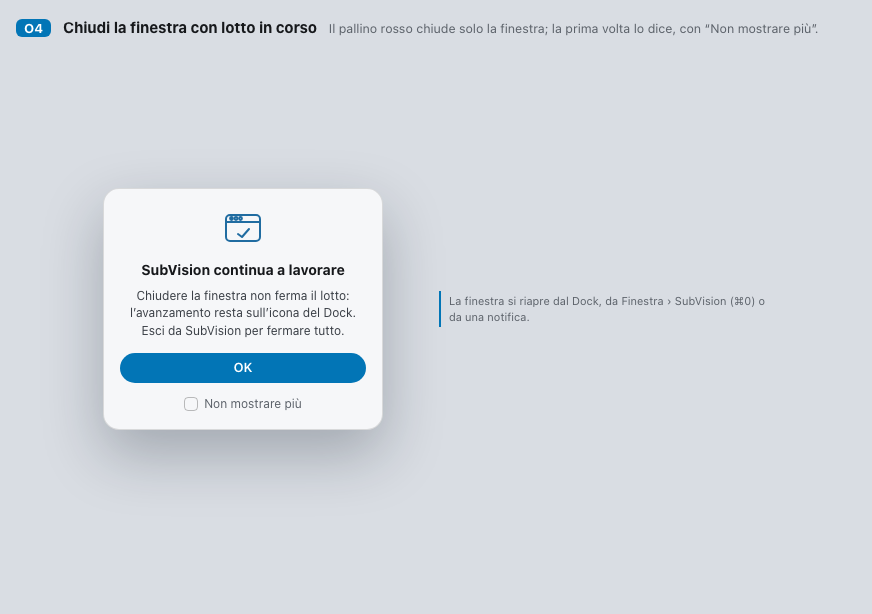 O4 Chiudi la finestra con lotto in corso Il pallino rosso chiude solo la finestra; la prima volta lo dice, con “Non mostrare più”.
SubVision continua a lavorare
Chiudere la finestra non ferma il lotto:
l’avanzamento resta sull’icona del Dock.
Esci da SubVision per fermare tutto.
OK
Non mostrare più
La finestra si riapre dal Dock, da Finestra › SubVision (⌘0) o
da una notifica.